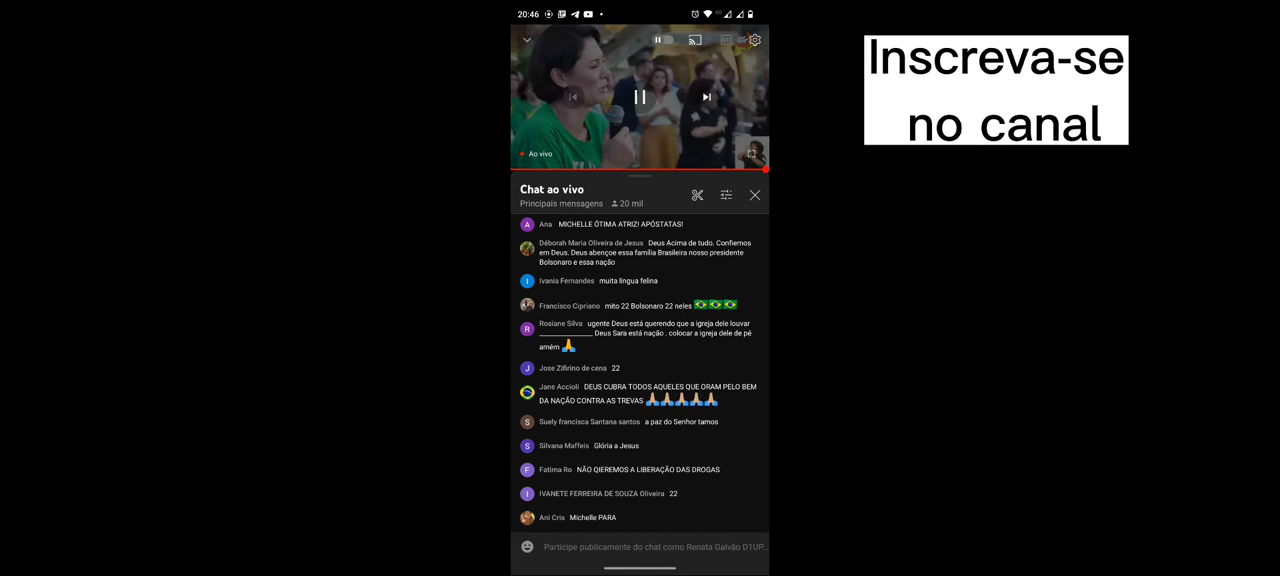 20:46
4G
Inscreva-se
no canal
Ao vivo
Chat ao vivo
Principais mensagens 20 mil
A Ana MICHELLE ÓTIMA ATRIZ! APÓSTATAS!
Déborah Maria Oliveira de Jesus Deus Acima de tudo. Confiemos
em Deus. Deus abençoe essa família Brasileira nosso presidente
Bolsonaro e essa nação
I Ivania Fernandes muita língua felina
Francisco Cipriano mito 22 Bolsonaro 22 neles 🇧🇷🇧🇷🇧🇷
R Rosiane Silva ugente Deus está querendo que a igreja dele louvar
______________ Deus Sara está nação . colocar a igreja dele de pé
amém 🙏
J Jose Zifirino de cena 22
Jane Accioli DEUS CUBRA TODOS AQUELES QUE ORAM PELO BEM
DA NAÇÃO CONTRA AS TREVAS 🙏🏼🙏🏼🙏🏼🙏🏼🙏🏼
S Suely francisca Santana santos a paz do Senhor tamos
S Silvana Maffeis Glória a Jesus
F Fatima Ro NÃO QIEREMOS A LIBERAÇÃO DAS DROGAS
I IVANETE FERREIRA DE SOUZA Oliveira 22
Ani Cris Michelle PARA
Participe publicamente do chat como Renata Galvão D1UP...